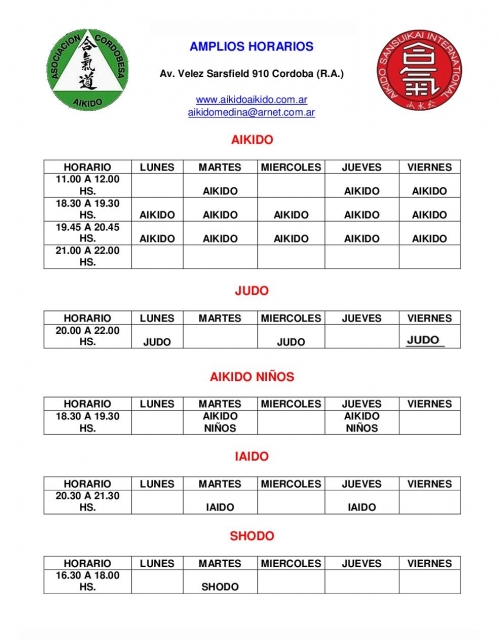 AMPLIOS HORARIOS
Av. Velez Sarsfield 910 Cordoba (R.A.)
www.aikidoaikido.com.ar
aikidomedina@arnet.com.ar
ASOCIACION CORDOBESA
合氣道
AIKIDO
AIKIDO SANSUIKAI INTERNATIONAL
合氣
AIKIDO
HORARIO LUNES MARTES MIERCOLES JUEVES VIERNES
11.00 A 12.00
HS. AIKIDO AIKIDO AIKIDO
18.30 A 19.30
HS. AIKIDO AIKIDO AIKIDO AIKIDO AIKIDO
19.45 A 20.45
HS. AIKIDO AIKIDO AIKIDO AIKIDO AIKIDO
21.00 A 22.00
HS.
JUDO
HORARIO LUNES MARTES MIERCOLES JUEVES VIERNES
20.00 A 22.00
HS. JUDO JUDO JUDO
AIKIDO NIÑOS
HORARIO LUNES MARTES MIERCOLES JUEVES VIERNES
18.30 A 19.30 AIKIDO AIKIDO
HS. NIÑOS NIÑOS
IAIDO
HORARIO LUNES MARTES MIERCOLES JUEVES VIERNES
20.30 A 21.30
HS. IAIDO IAIDO
SHODO
HORARIO LUNES MARTES MIERCOLES JUEVES VIERNES
16.30 A 18.00
HS. SHODO